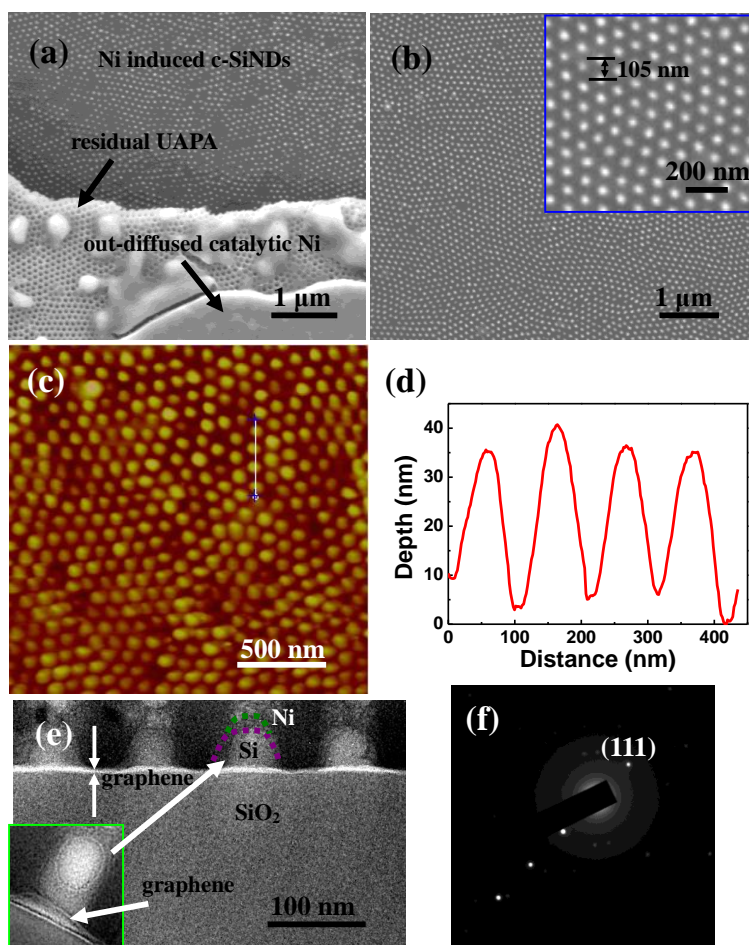 (a)
Ni induced c-SiNDs
residual UAPA
out-diffused catalytic Ni
1 μm
(b)
105 nm
200 nm
1 μm
(c)
500 nm
(d)
40
30
20
10
0
Depth (nm)
0 100 200 300 400
Distance (nm)
(e)
Ni
Si
graphene
SiO2
graphene
100 nm
(f)
(111)